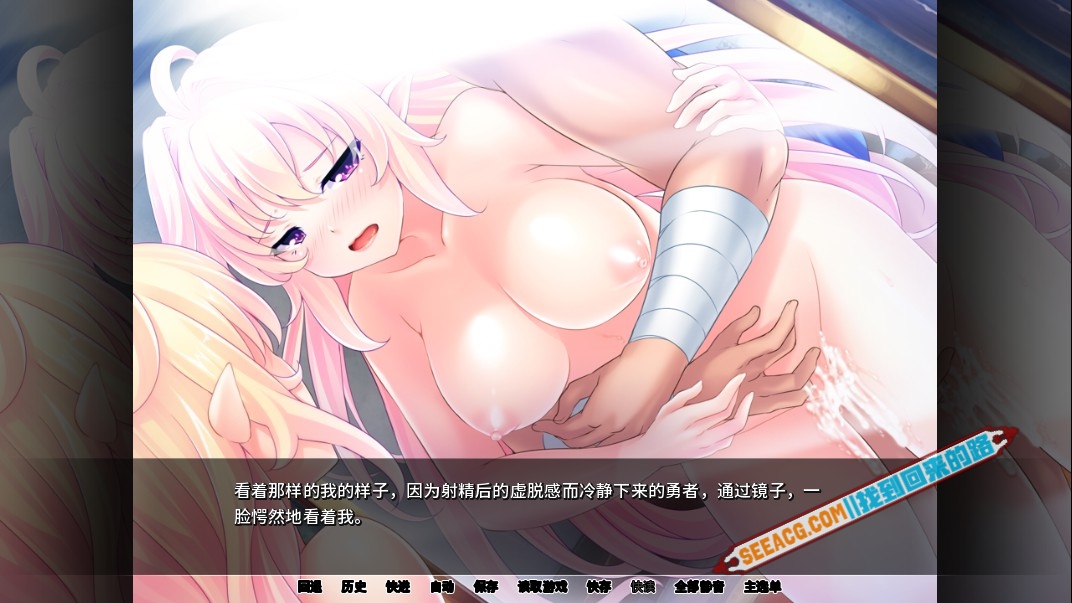 看着那样的我的样子，因为射精后的虚脱感而冷静下来的勇者，通过镜子，一
脸愕然地看着我。
SEEACG.COM||找到回来的路
回退 历史 快进 自动 保存 读取游戏 快存 快读 全部静音 主选单